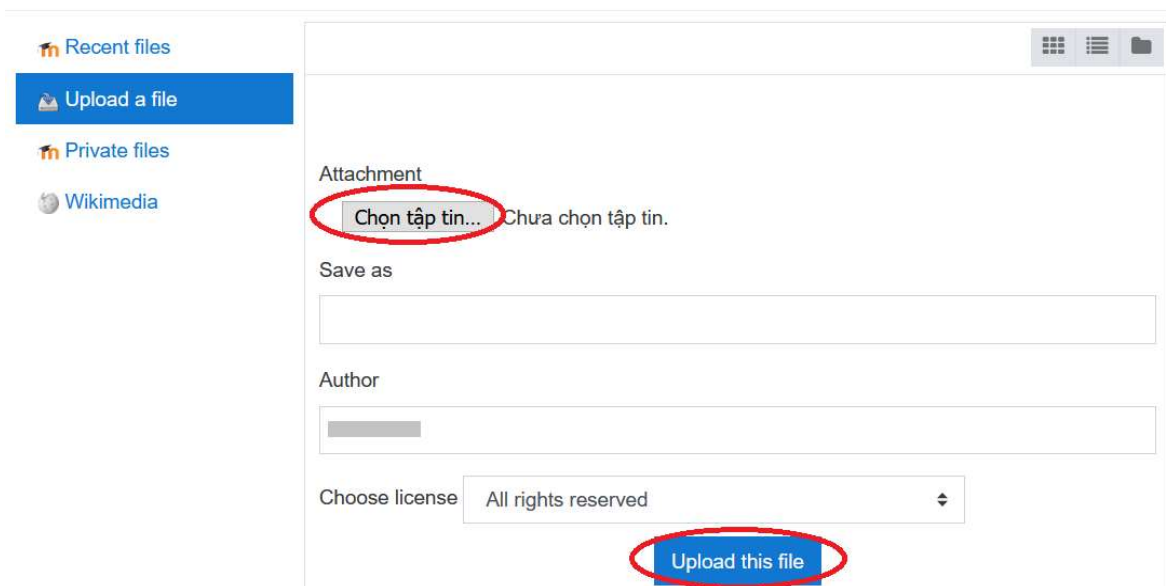 Recent files
Upload a file
Private files
Wikimedia
Attachment
Chọn tập tin... Chưa chọn tập tin.
Save as
Author
Choose license All rights reserved
Upload this file